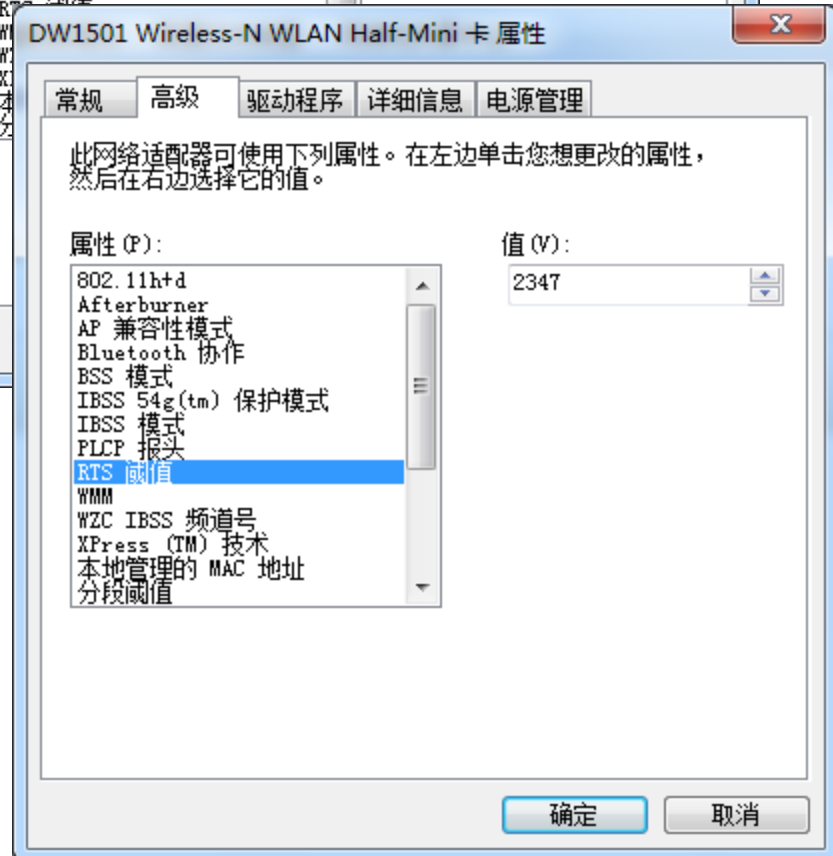 DW1501 Wireless-N WLAN Half-Mini 卡 属性
常规 高级 驱动程序 详细信息 电源管理
此网络适配器可使用下列属性。在左边单击您想更改的属性，
然后在右边选择它的值。
属性(P): 值(V):
802.11h+d 2347
Afterburner
AP 兼容性模式
Bluetooth 协作
BSS 模式
IBSS 54g(tm) 保护模式
IBSS 模式
PLCP 报头
RTS 阈值
WMM
WZC IBSS 频道号
XPress (TM) 技术
本地管理的 MAC 地址
分段阈值
确定 取消